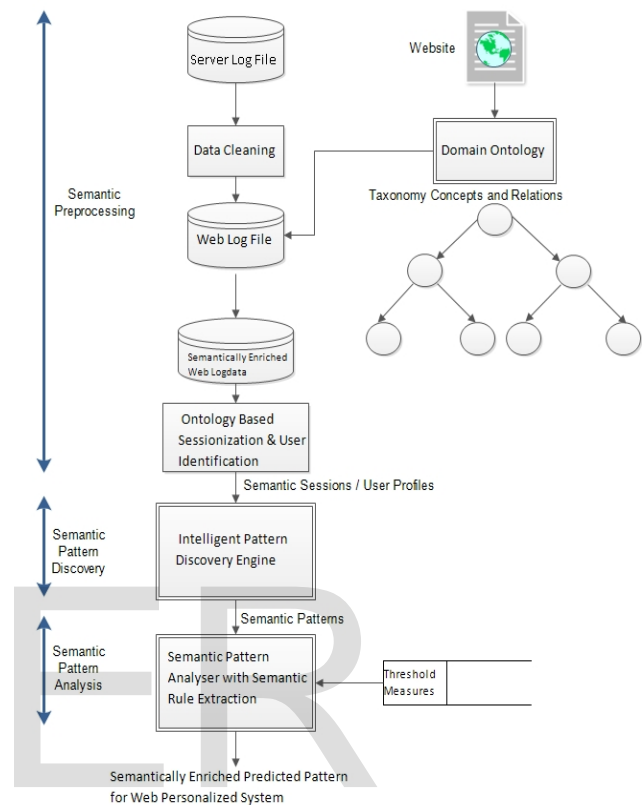 Server Log File
Website
Data Cleaning
Domain Ontology
Taxonomy Concepts and Relations
Semantic
Preprocessing
Web Log File
Semantically Enriched
Web Logdata
Ontology Based
Sessionization & User
Identification
Semantic Sessions / User Profiles
Semantic
Pattern
Discovery
Intelligent Pattern
Discovery Engine
Semantic Patterns
Semantic
Pattern
Analysis
Semantic Pattern
Analyser with Semantic
Rule Extraction
Threshold
Measures
Semantically Enriched Predicted Pattern
for Web Personalized System
ER